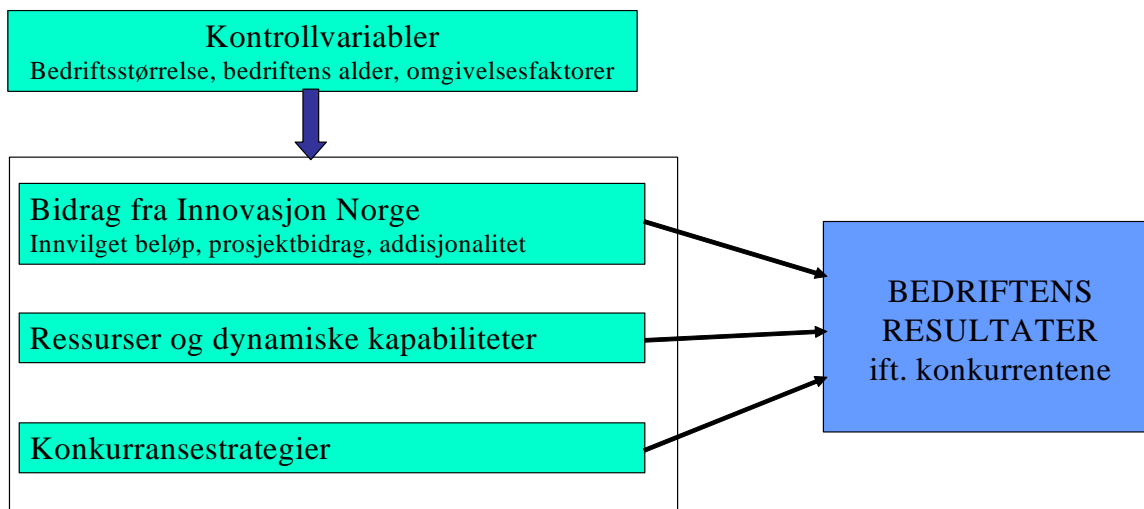 Kontrollvariabler
Bedriftsstørrelse, bedriftens alder, omgivelsesfaktorer
Bidrag fra Innovasjon Norge
Innvilget beløp, prosjektbidrag, addisjonalitet
Ressurser og dynamiske kapabiliteter
Konkurransestrategier
BEDRIFTENS
RESULTATER
ift. konkurrentene